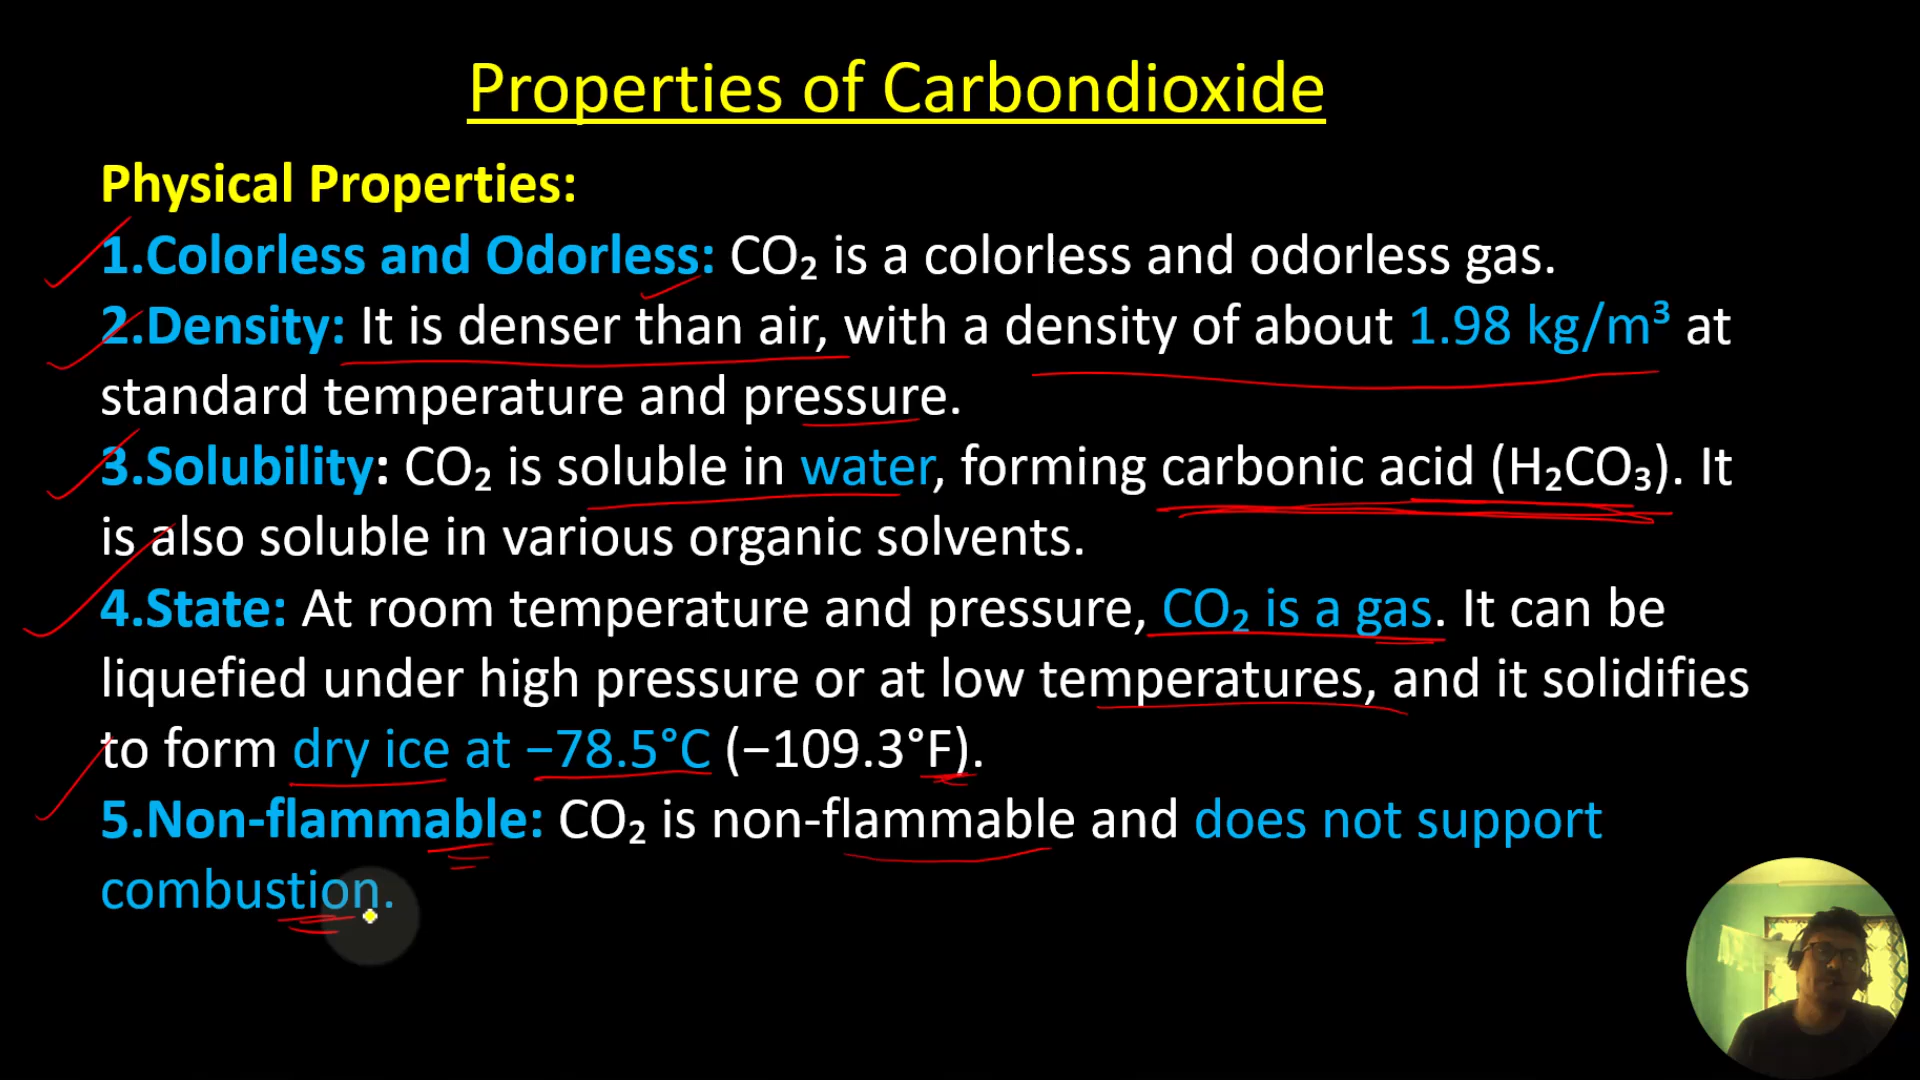 Properties of Carbondioxide
Physical Properties:
1.Colorless and Odorless: CO₂ is a colorless and odorless gas.
2.Density: It is denser than air, with a density of about 1.98 kg/m³ at
standard temperature and pressure.
3.Solubility: CO₂ is soluble in water, forming carbonic acid (H₂CO₃). It
is also soluble in various organic solvents.
4.State: At room temperature and pressure, CO₂ is a gas. It can be
liquefied under high pressure or at low temperatures, and it solidifies
to form dry ice at −78.5°C (−109.3°F).
5.Non-flammable: CO₂ is non-flammable and does not support
combustion.